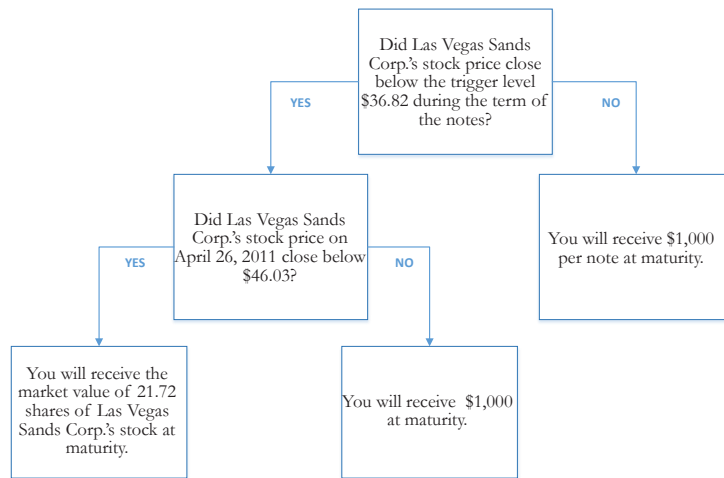 Did Las Vegas Sands
Corp.'s stock price close
below the trigger level
$36.82 during the term of
the notes?
YES
NO
Did Las Vegas Sands
Corp.'s stock price on
April 26, 2011 close below
$46.03?
You will receive $1,000
per note at maturity.
YES
NO
You will receive the
market value of 21.72
shares of Las Vegas
Sands Corp.'s stock at
maturity.
You will receive $1,000
at maturity.